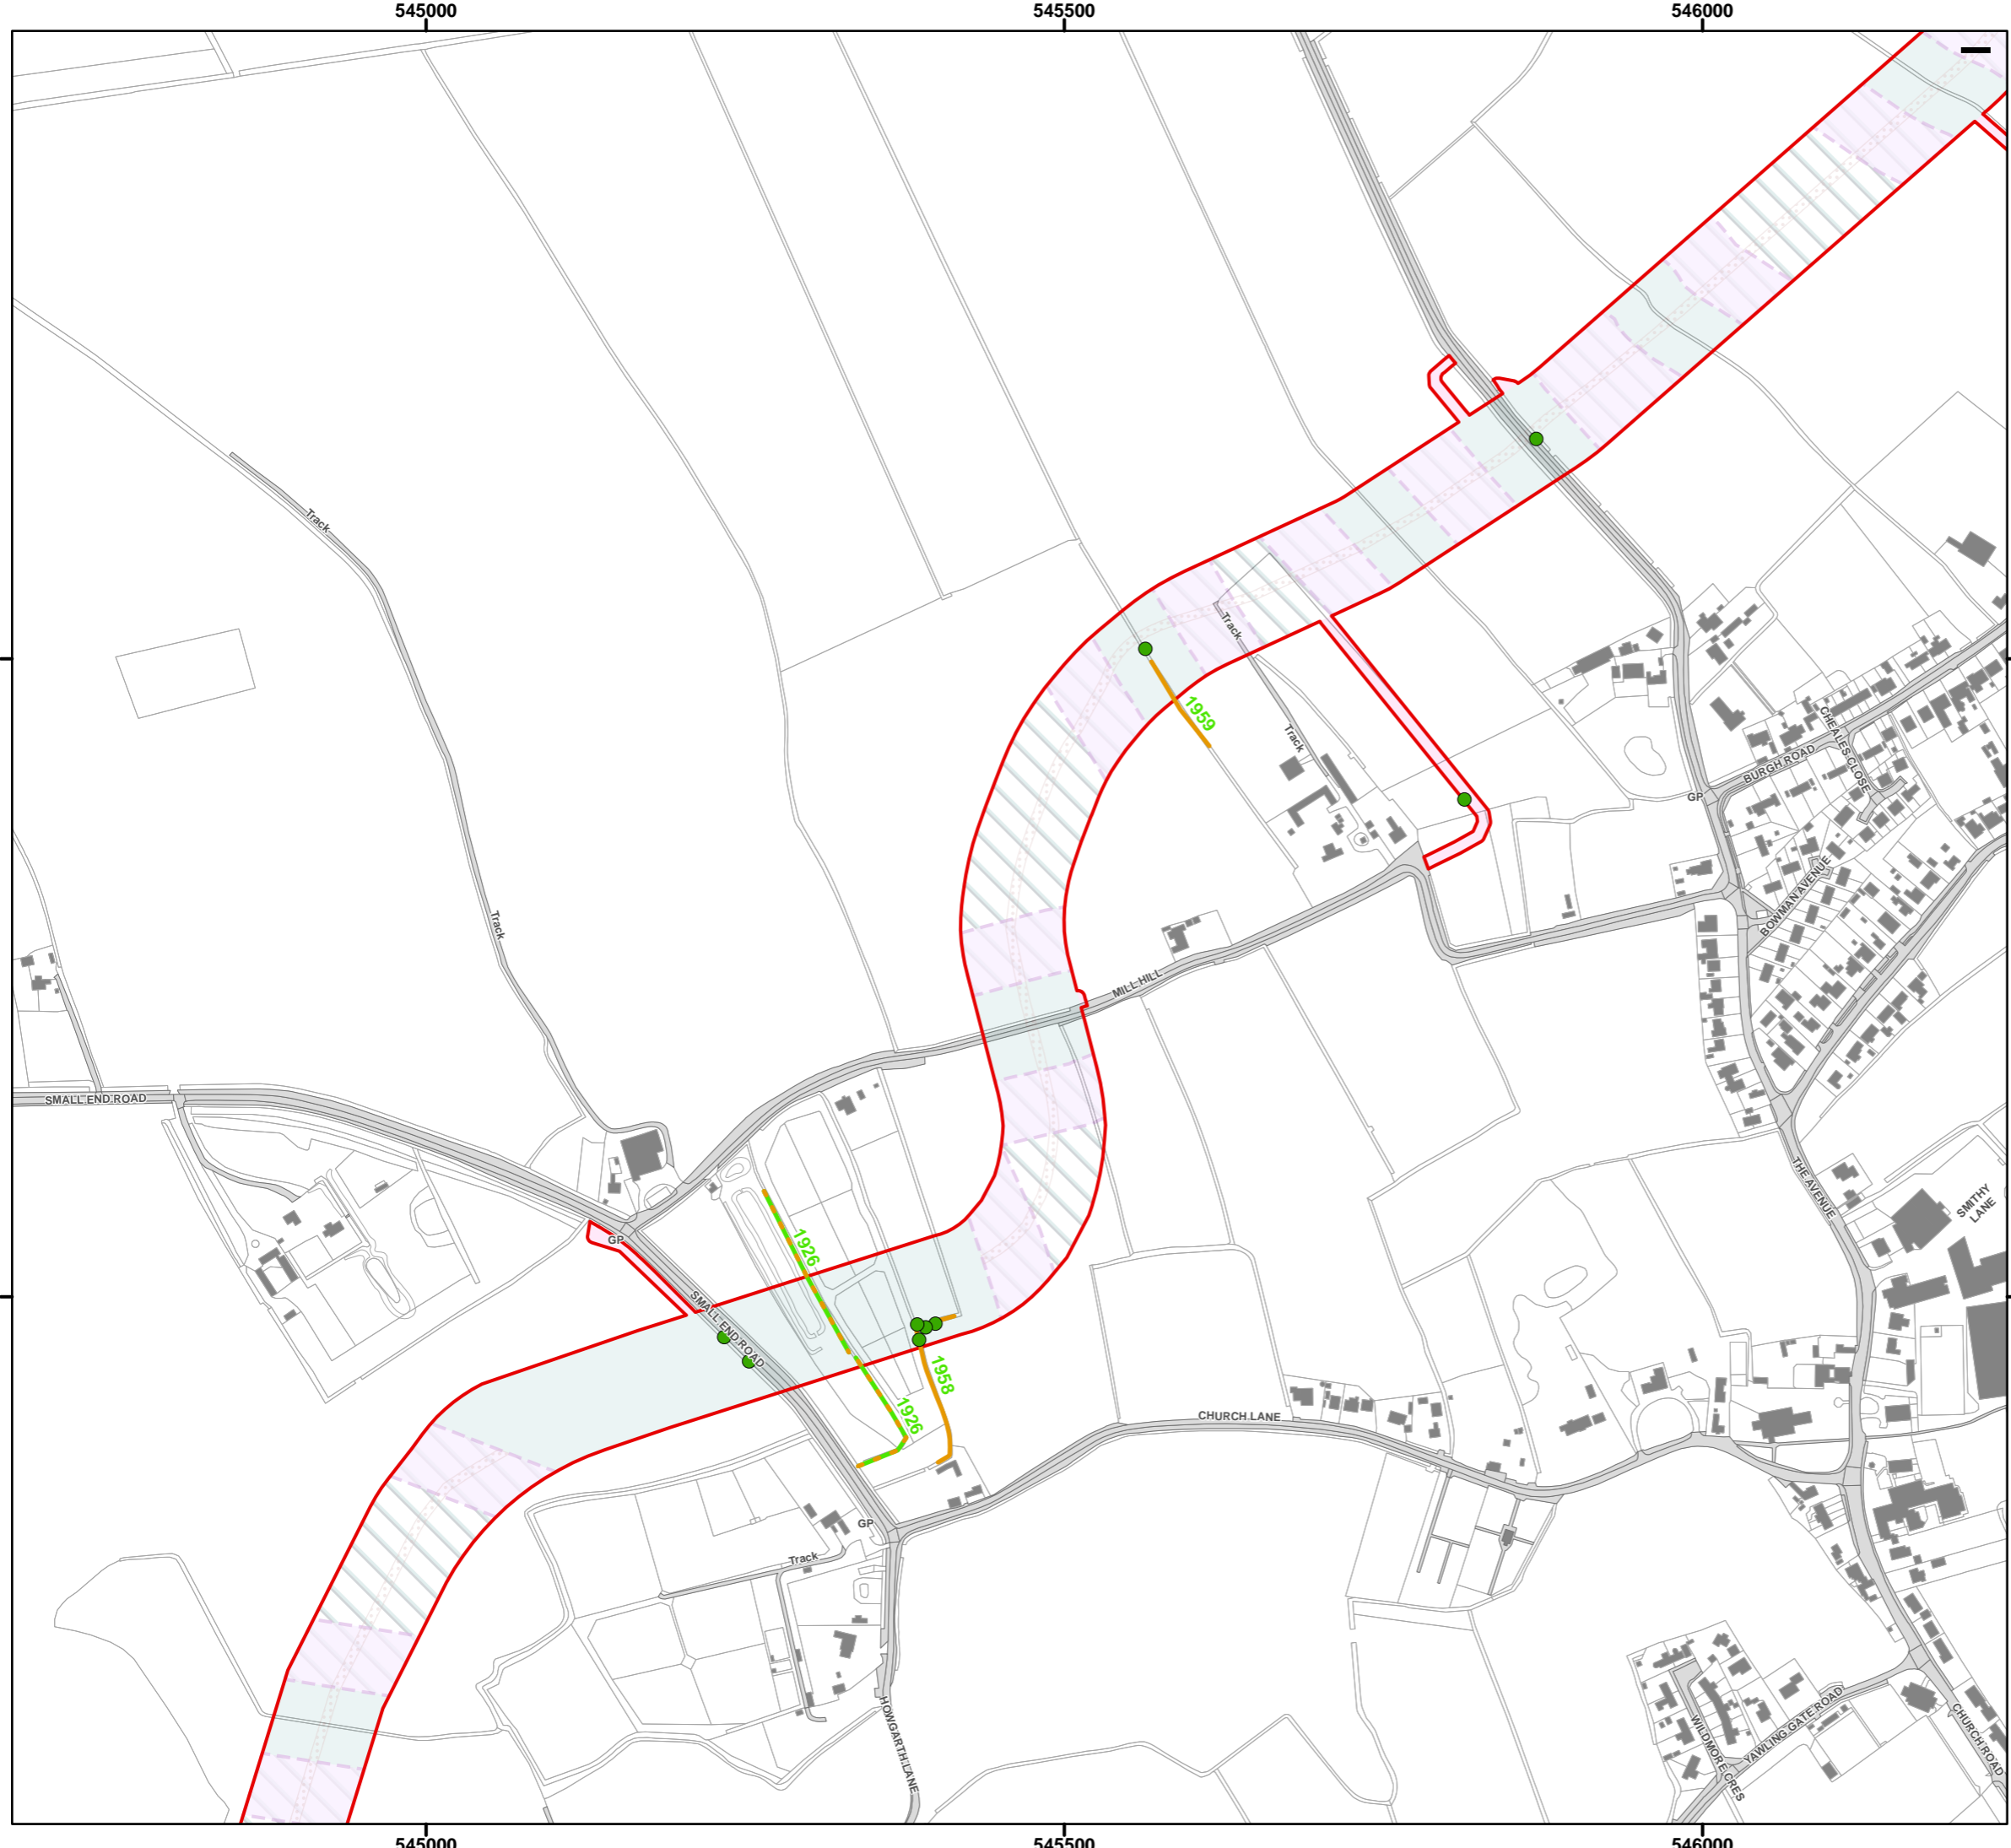 545000
545500
546000
Track
Track
1959
Track
Track
CHEALES CLOSE
BURGH ROAD
GP
BOWMAN AVENUE
MILL HILL
SMALL END ROAD
THE AVENUE
SMITHY
LANE
GP
1926
SMALL END ROAD
1958
1926
CHURCH LANE
GP
Track
HOWGARTH LANE
WILDMORE CRES
YAWLING GATE ROAD
CHURCH ROAD
545000
545500
546000